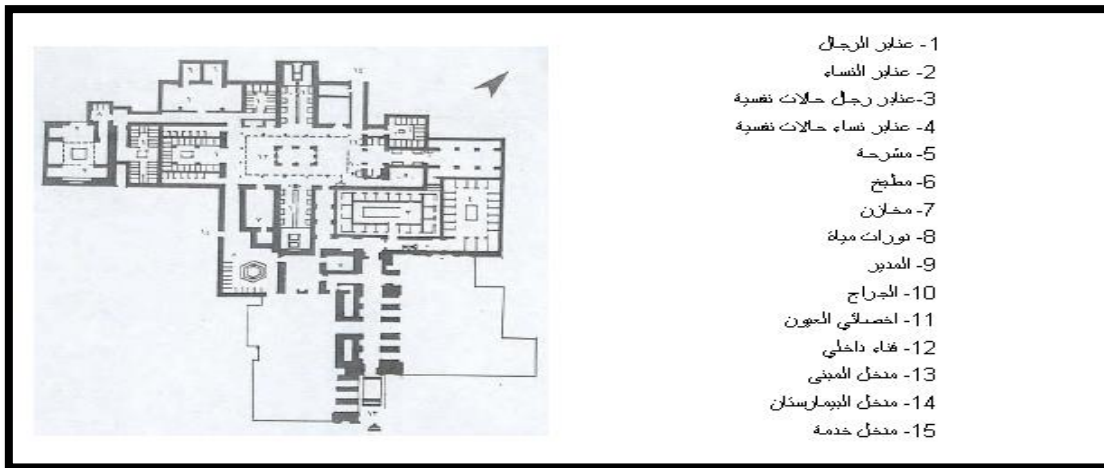 1- عنابر الرجال
2- عنابر النساء
3- عنابر رجال حالات نفسية
4- عنابر نساء حالات نفسية
5- مشرحة
6- مطبخ
7- مخازن
8- دورات مياة
9- المدير
10- الجراج
11- اخصائي العيون
12- فناء داخلي
13- مدخل المبنى
14- مدخل البيمارستان
15- مدخل خدمة
١٣